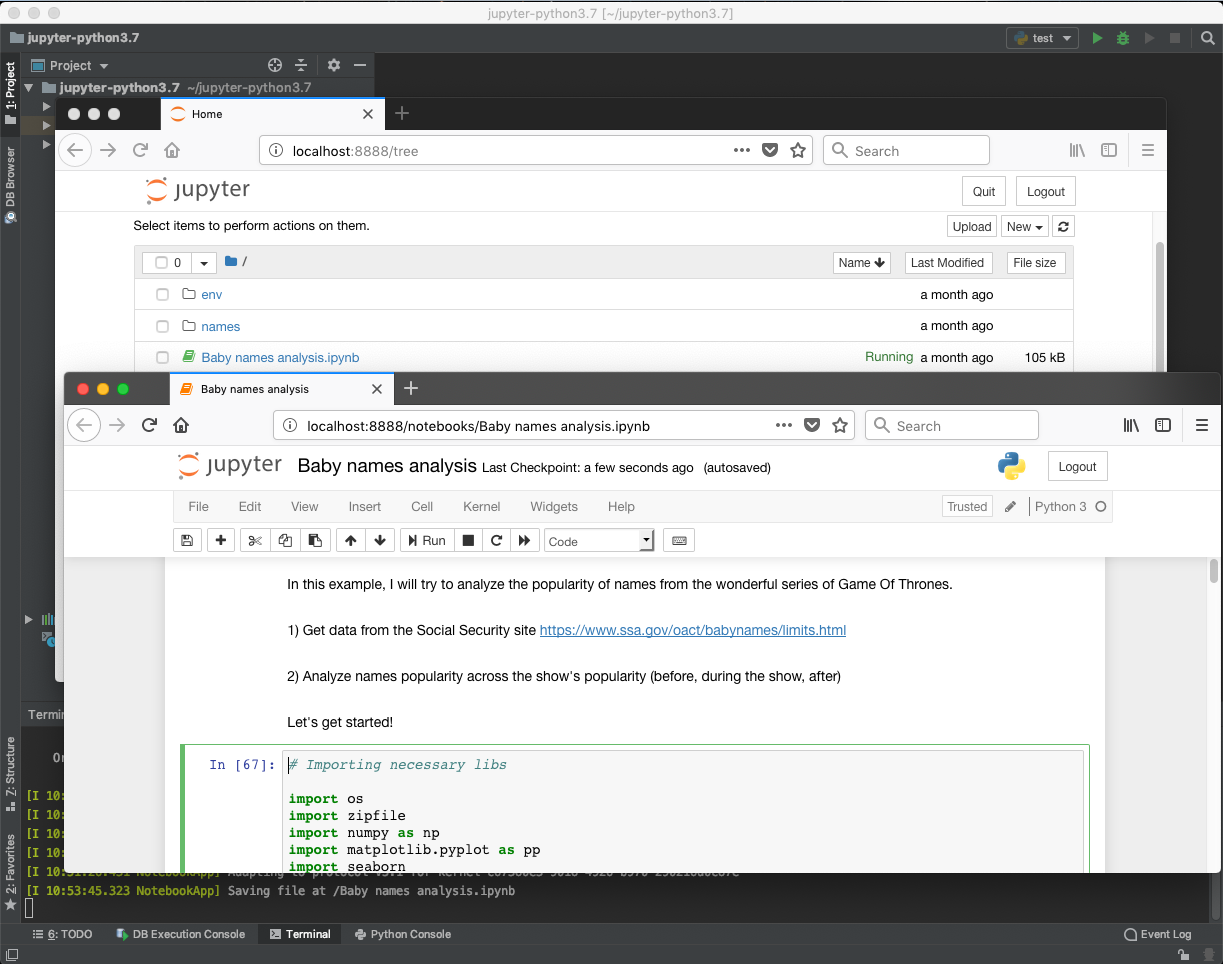 jupyter-python3.7 [~/jupyter-python3.7]
jupyter-python3.7
test
1: Project
Project
jupyter-python3.7 ~/jupyter-python3.7
DB Browser
Home
localhost:8888/tree
Search
jupyter
Quit
Logout
Select items to perform actions on them.
Upload
New
0
/
Name
Last Modified
File size
env
a month ago
names
a month ago
Baby names analysis.ipynb
Running
a month ago
105 kB
Baby names analysis
localhost:8888/notebooks/Baby names analysis.ipynb
Search
jupyter Baby names analysis Last Checkpoint: a few seconds ago (autosaved)
Logout
File Edit View Insert Cell Kernel Widgets Help
Trusted
Python 3
Run
Code
In this example, I will try to analyze the popularity of names from the wonderful series of Game Of Thrones.
1) Get data from the Social Security site https://www.ssa.gov/oact/babynames/limits.html
2) Analyze names popularity across the show's popularity (before, during the show, after)
Let's get started!
In [67]:
# Importing necessary libs
import os
import zipfile
import numpy as np
import matplotlib.pyplot as pp
import seaborn
Termi
Or
[I 10:
[I 10:
[I 10:
[I 10:
[I 10:53:45.323 NotebookApp] Saving file at /Baby names analysis.ipynb
Z: Structure
2: Favorites
6: TODO
DB Execution Console
Terminal
Python Console
Event Log